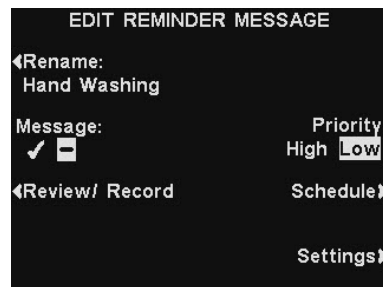 EDIT REMINDER MESSAGE
Rename:
Hand Washing
Message:
Priority
High Low
Review/ Record
Schedule
Settings